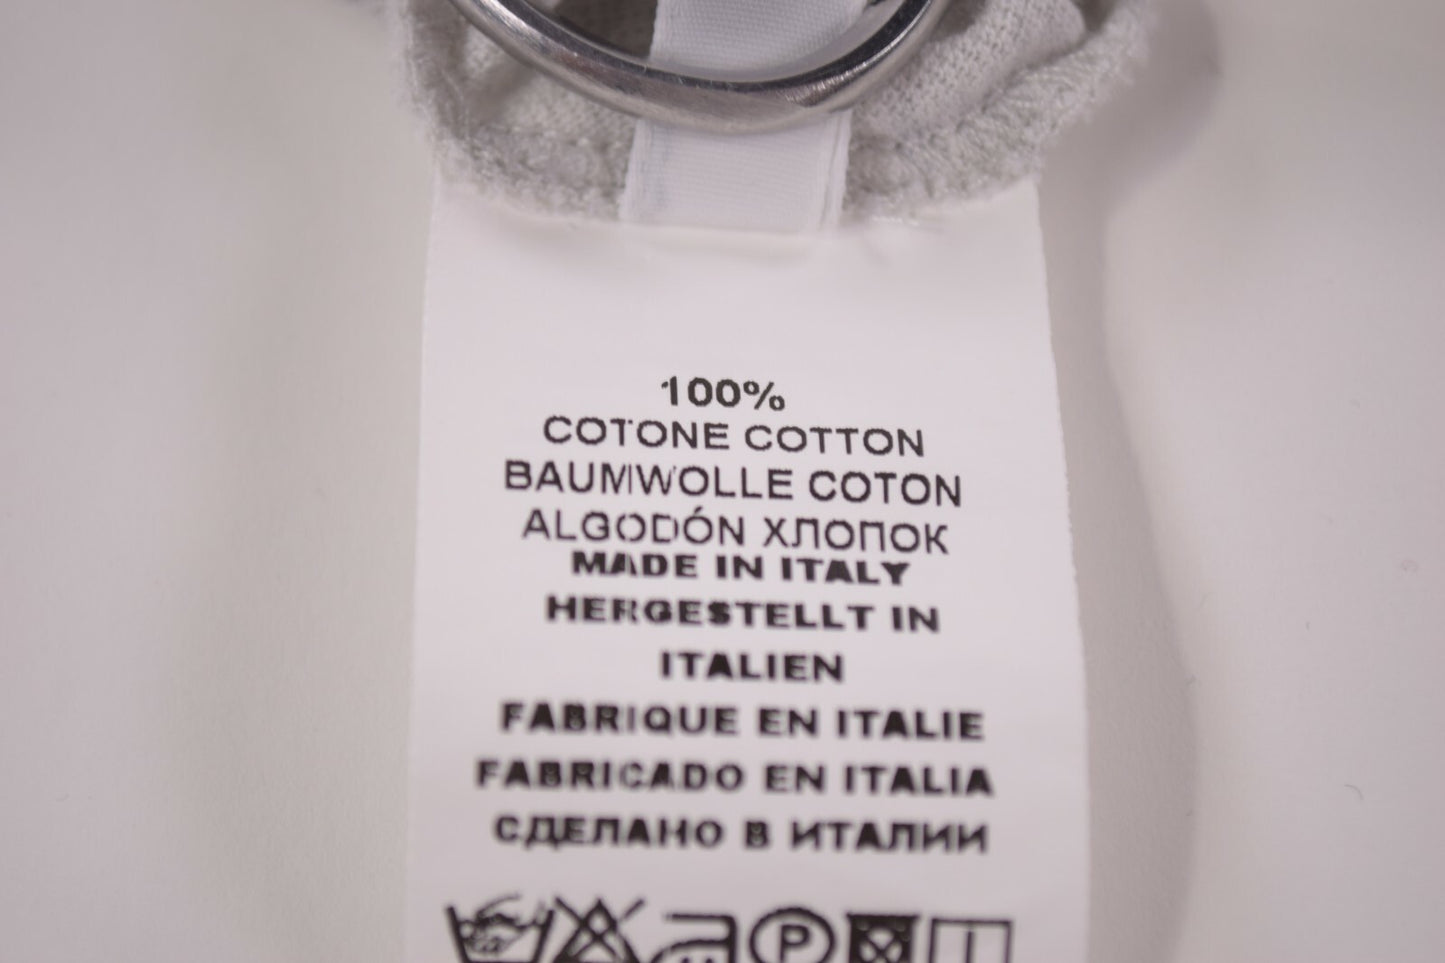 100%
COTONE COTTON
BAUMWOLLE COTON
ALGODÓN ХЛОПОК
MADE IN ITALY
HERGESTELLT IN
ITALIEN
FABRIQUE EN ITALIE
FABRICADO EN ITALIA
СДЕЛАНО В ИТАЛИИ
P